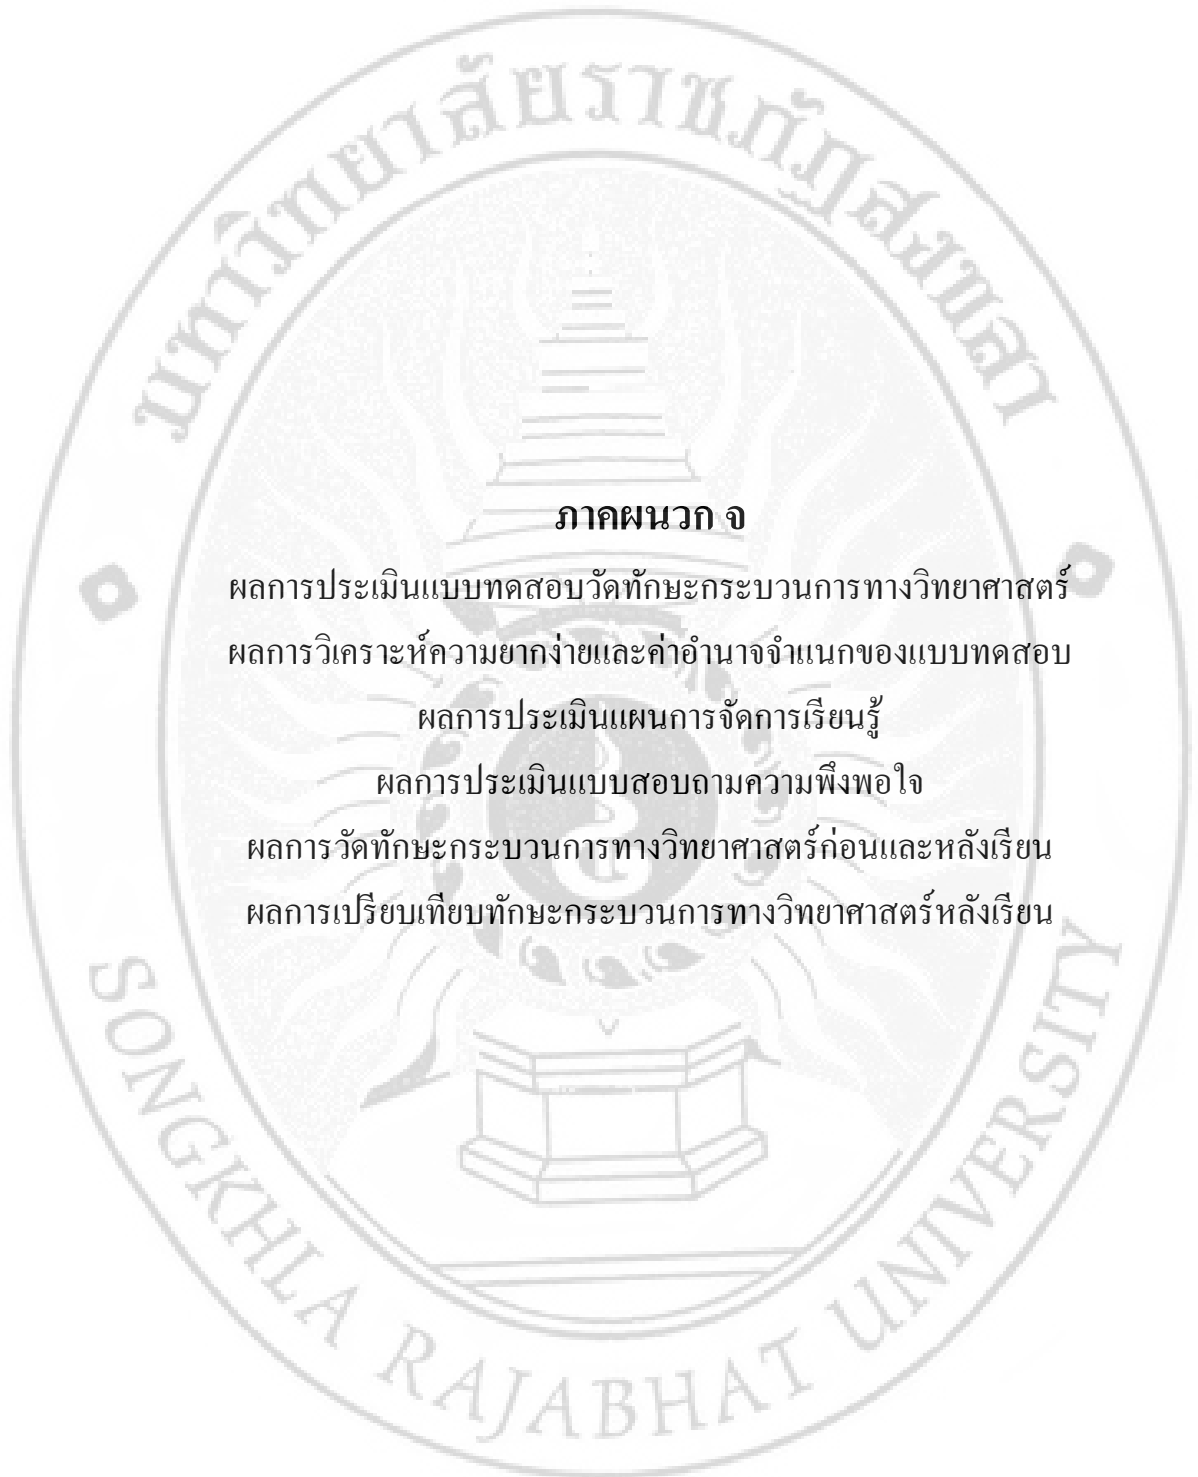 มหาวิทยาลัยราชภัฏสงขลา
ภาคผนวก จ
ผลการประเมินแบบทดสอบวัดทักษะกระบวนการทางวิทยาศาสตร์
ผลการวิเคราะห์ความยากง่ายและค่าอำนาจจำแนกของแบบทดสอบ
ผลการประเมินแผนการจัดการเรียนรู้
ผลการประเมินแบบสอบถามความพึงพอใจ
ผลการวัดทักษะกระบวนการทางวิทยาศาสตร์ก่อนและหลังเรียน
ผลการเปรียบเทียบทักษะกระบวนการทางวิทยาศาสตร์หลังเรียน
SONGKHLA RAJABHAT UNIVERSITY